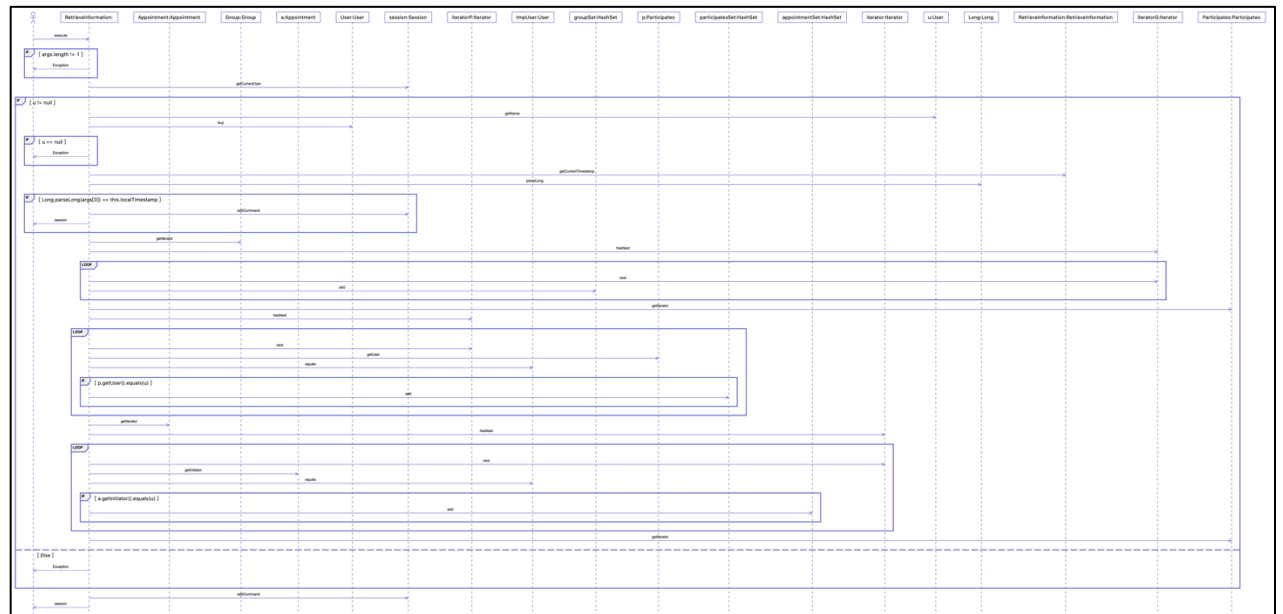 RetrieveInformation: Appointment:Appointment Group:Group a:Appointment User:User session:Session iteratorP:Iterator tmpUser:User groupSet:HashSet p:Participates participatesSet:HashSet appointmentSet:HashSet iterator:Iterator u:User Long:Long RetrieveInformation:RetrieveInformation iteratorG:Iterator Participates:Participates
execute
IF [ args.length != 1 ]
Exception
getCurrentUser
IF [ u != null ]
getName
find
IF [ u == null ]
Exception
getCurrentTimestamp
parseLong
IF [ Long.parseLong(args[0]) == this.localTimestamp ]
addCommand
session
getIterator
hasNext
LOOP
next
add
getIterator
hasNext
LOOP
next
getUser
equals
IF [ p.getUser().equals(u) ]
add
getIterator
hasNext
LOOP
next
getInitiator
equals
IF [ a.getInitiator().equals(u) ]
add
getIterator
[ Else ]
Exception
addCommand
session